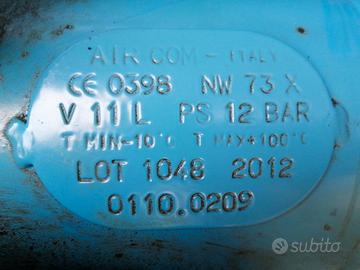 AIR COM - ITALY
CE 0398 NW 73 X
V 11 L PS 12 BAR
T MIN-10°C T MAX+100°C
LOT 1048 2012
0110.0209
subito